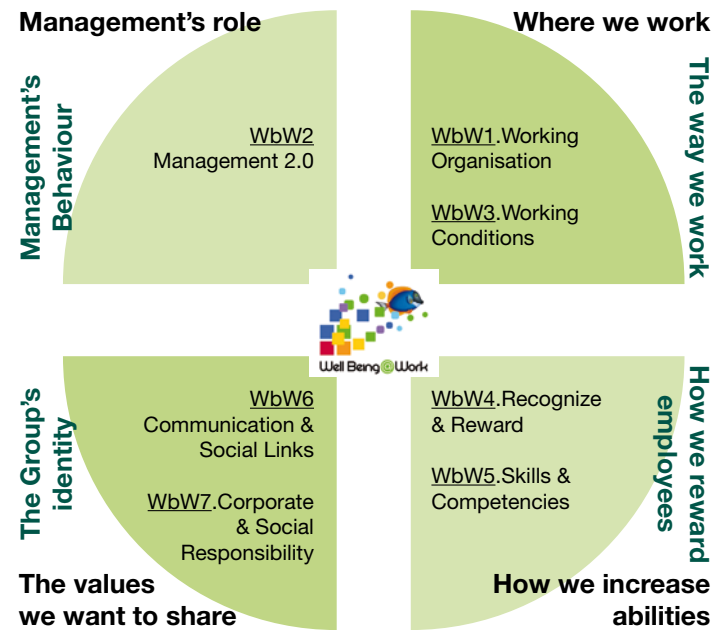 Management's role
Where we work
Management's
Behaviour
WbW2
Management 2.0
WbW1.Working
Organisation
WbW3.Working
Conditions
The way we work
Well Being@Work
The Group's
identity
WbW6
Communication &
Social Links
WbW7.Corporate
& Social
Responsibility
WbW4.Recognize
& Reward
WbW5.Skills &
Competencies
How we reward
employees
The values
we want to share
How we increase
abilities